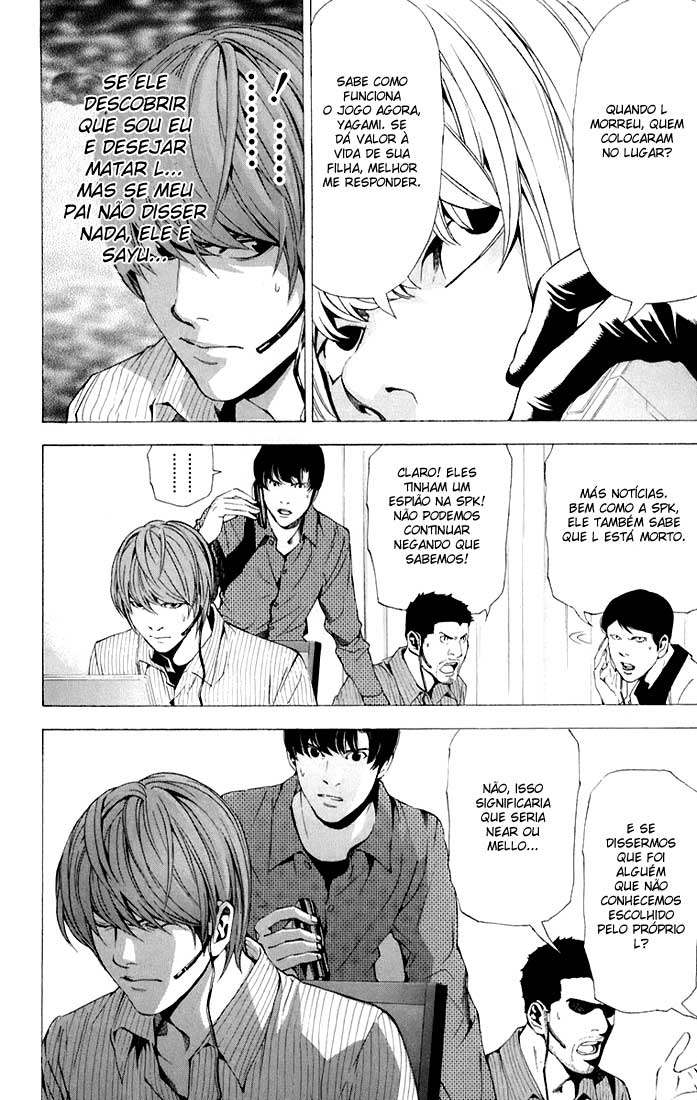 QUANDO L
MORREU, QUEM
COLOCARAM
NO LUGAR?
SABE COMO
FUNCIONA
O JOGO AGORA,
YAGAMI. SE
DÁ VALOR À
VIDA DE SUA
FILHA, MELHOR
ME RESPONDER.
.......!
........
SE ELE
DESCOBRIR
QUE SOU EU
E DESEJAR
MATAR L...
MAS SE MEU
PAI NÃO DISSER
NADA, ELE E
SAYU...
MÁS NOTÍCIAS.
BEM COMO A SPK,
ELE TAMBÉM SABE
QUE L ESTÁ MORTO.
CLARO! ELES
TINHAM UM
ESPIÃO NA SPK!
NÃO PODEMOS
CONTINUAR
NEGANDO QUE
SABEMOS!
......
E SE
DISSERMOS
QUE FOI
ALGUÉM
QUE NÃO
CONHECEMOS
ESCOLHIDO
PELO PRÓPRIO
L?
NÃO, ISSO
SIGNIFICARIA
QUE SERIA
NEAR OU
MELLO...